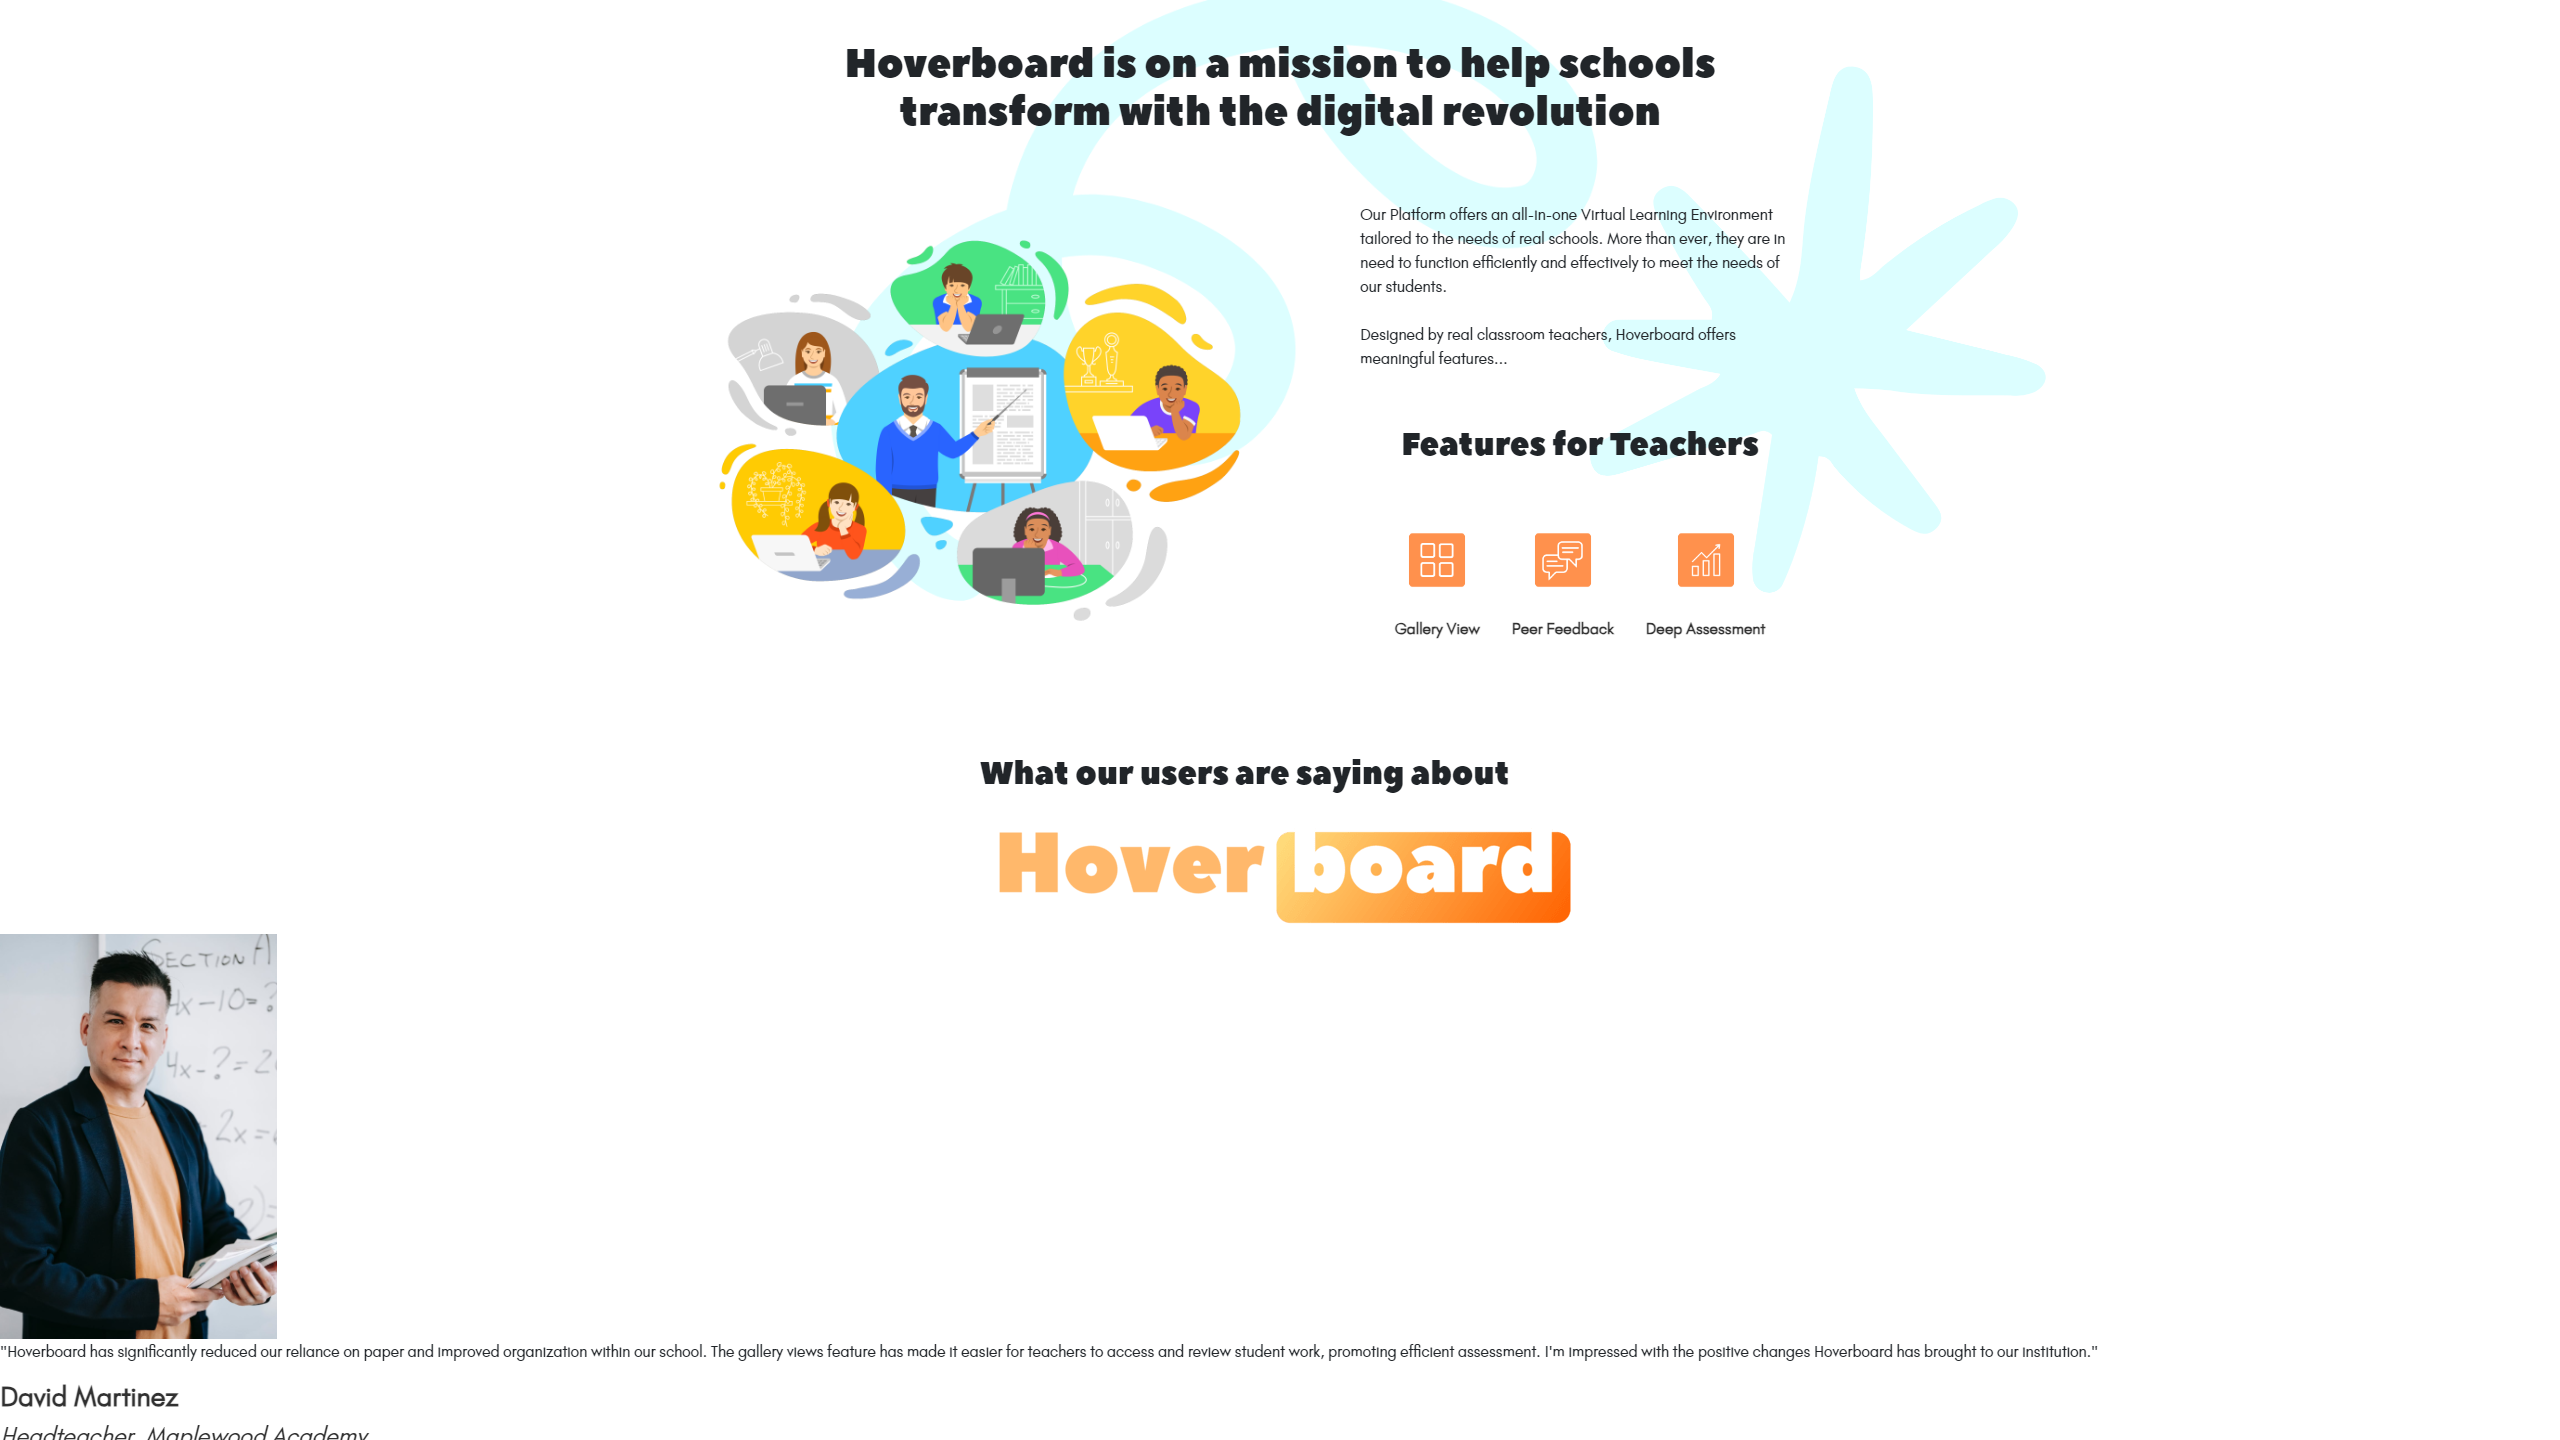 Hoverboard is on a mission to help schools
transform with the digital revolution
Our Platform offers an all-in-one Virtual Learning Environment
tailored to the needs of real schools. More than ever, they are in
need to function efficiently and effectively to meet the needs of
our students.
Designed by real classroom teachers, Hoverboard offers
meaningful features...
Features for Teachers
Gallery View Peer Feedback Deep Assessment
What our users are saying about
Hover board
SECTION A
4x-10=?
4x-?=2
2x=
"Hoverboard has significantly reduced our reliance on paper and improved organization within our school. The gallery views feature has made it easier for teachers to access and review student work, promoting efficient assessment. I'm impressed with the positive changes Hoverboard has brought to our institution."
David Martinez
Headteacher, Maplewood Academy